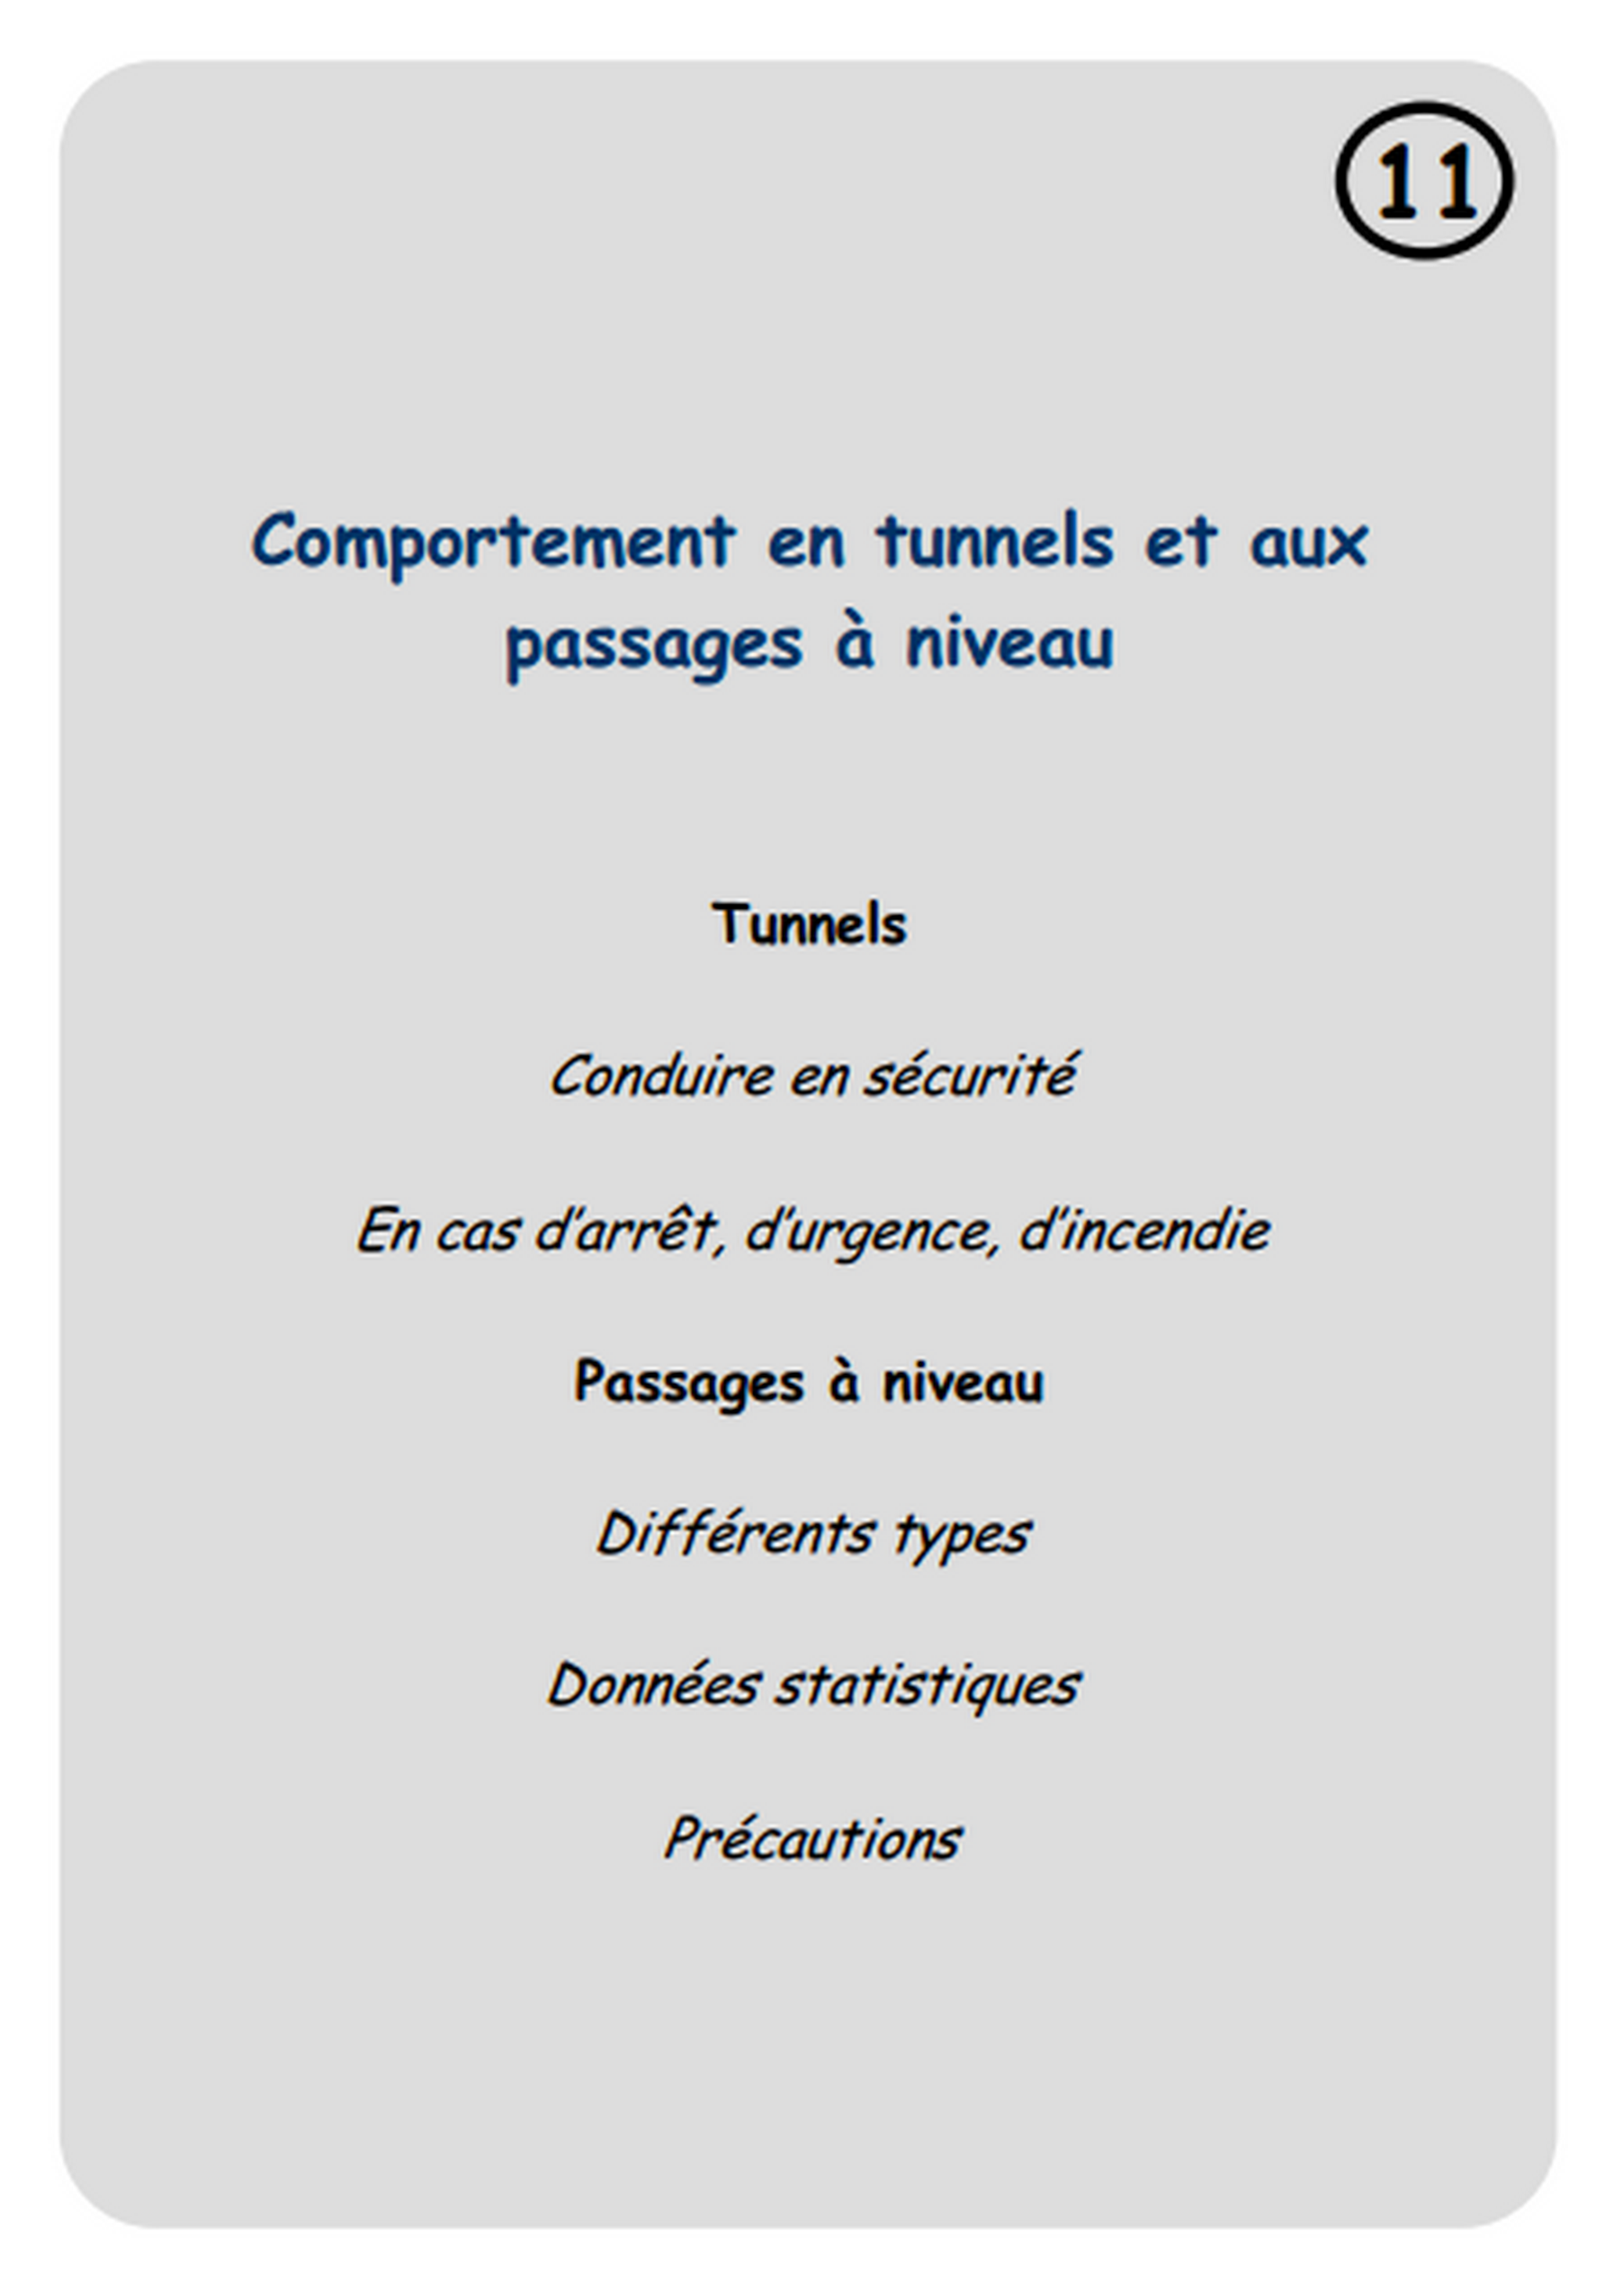 11
Comportement en tunnels et aux
passages à niveau
Tunnels
Conduire en sécurité
En cas d’arrêt, d’urgence, d’incendie
Passages à niveau
Différents types
Données statistiques
Précautions